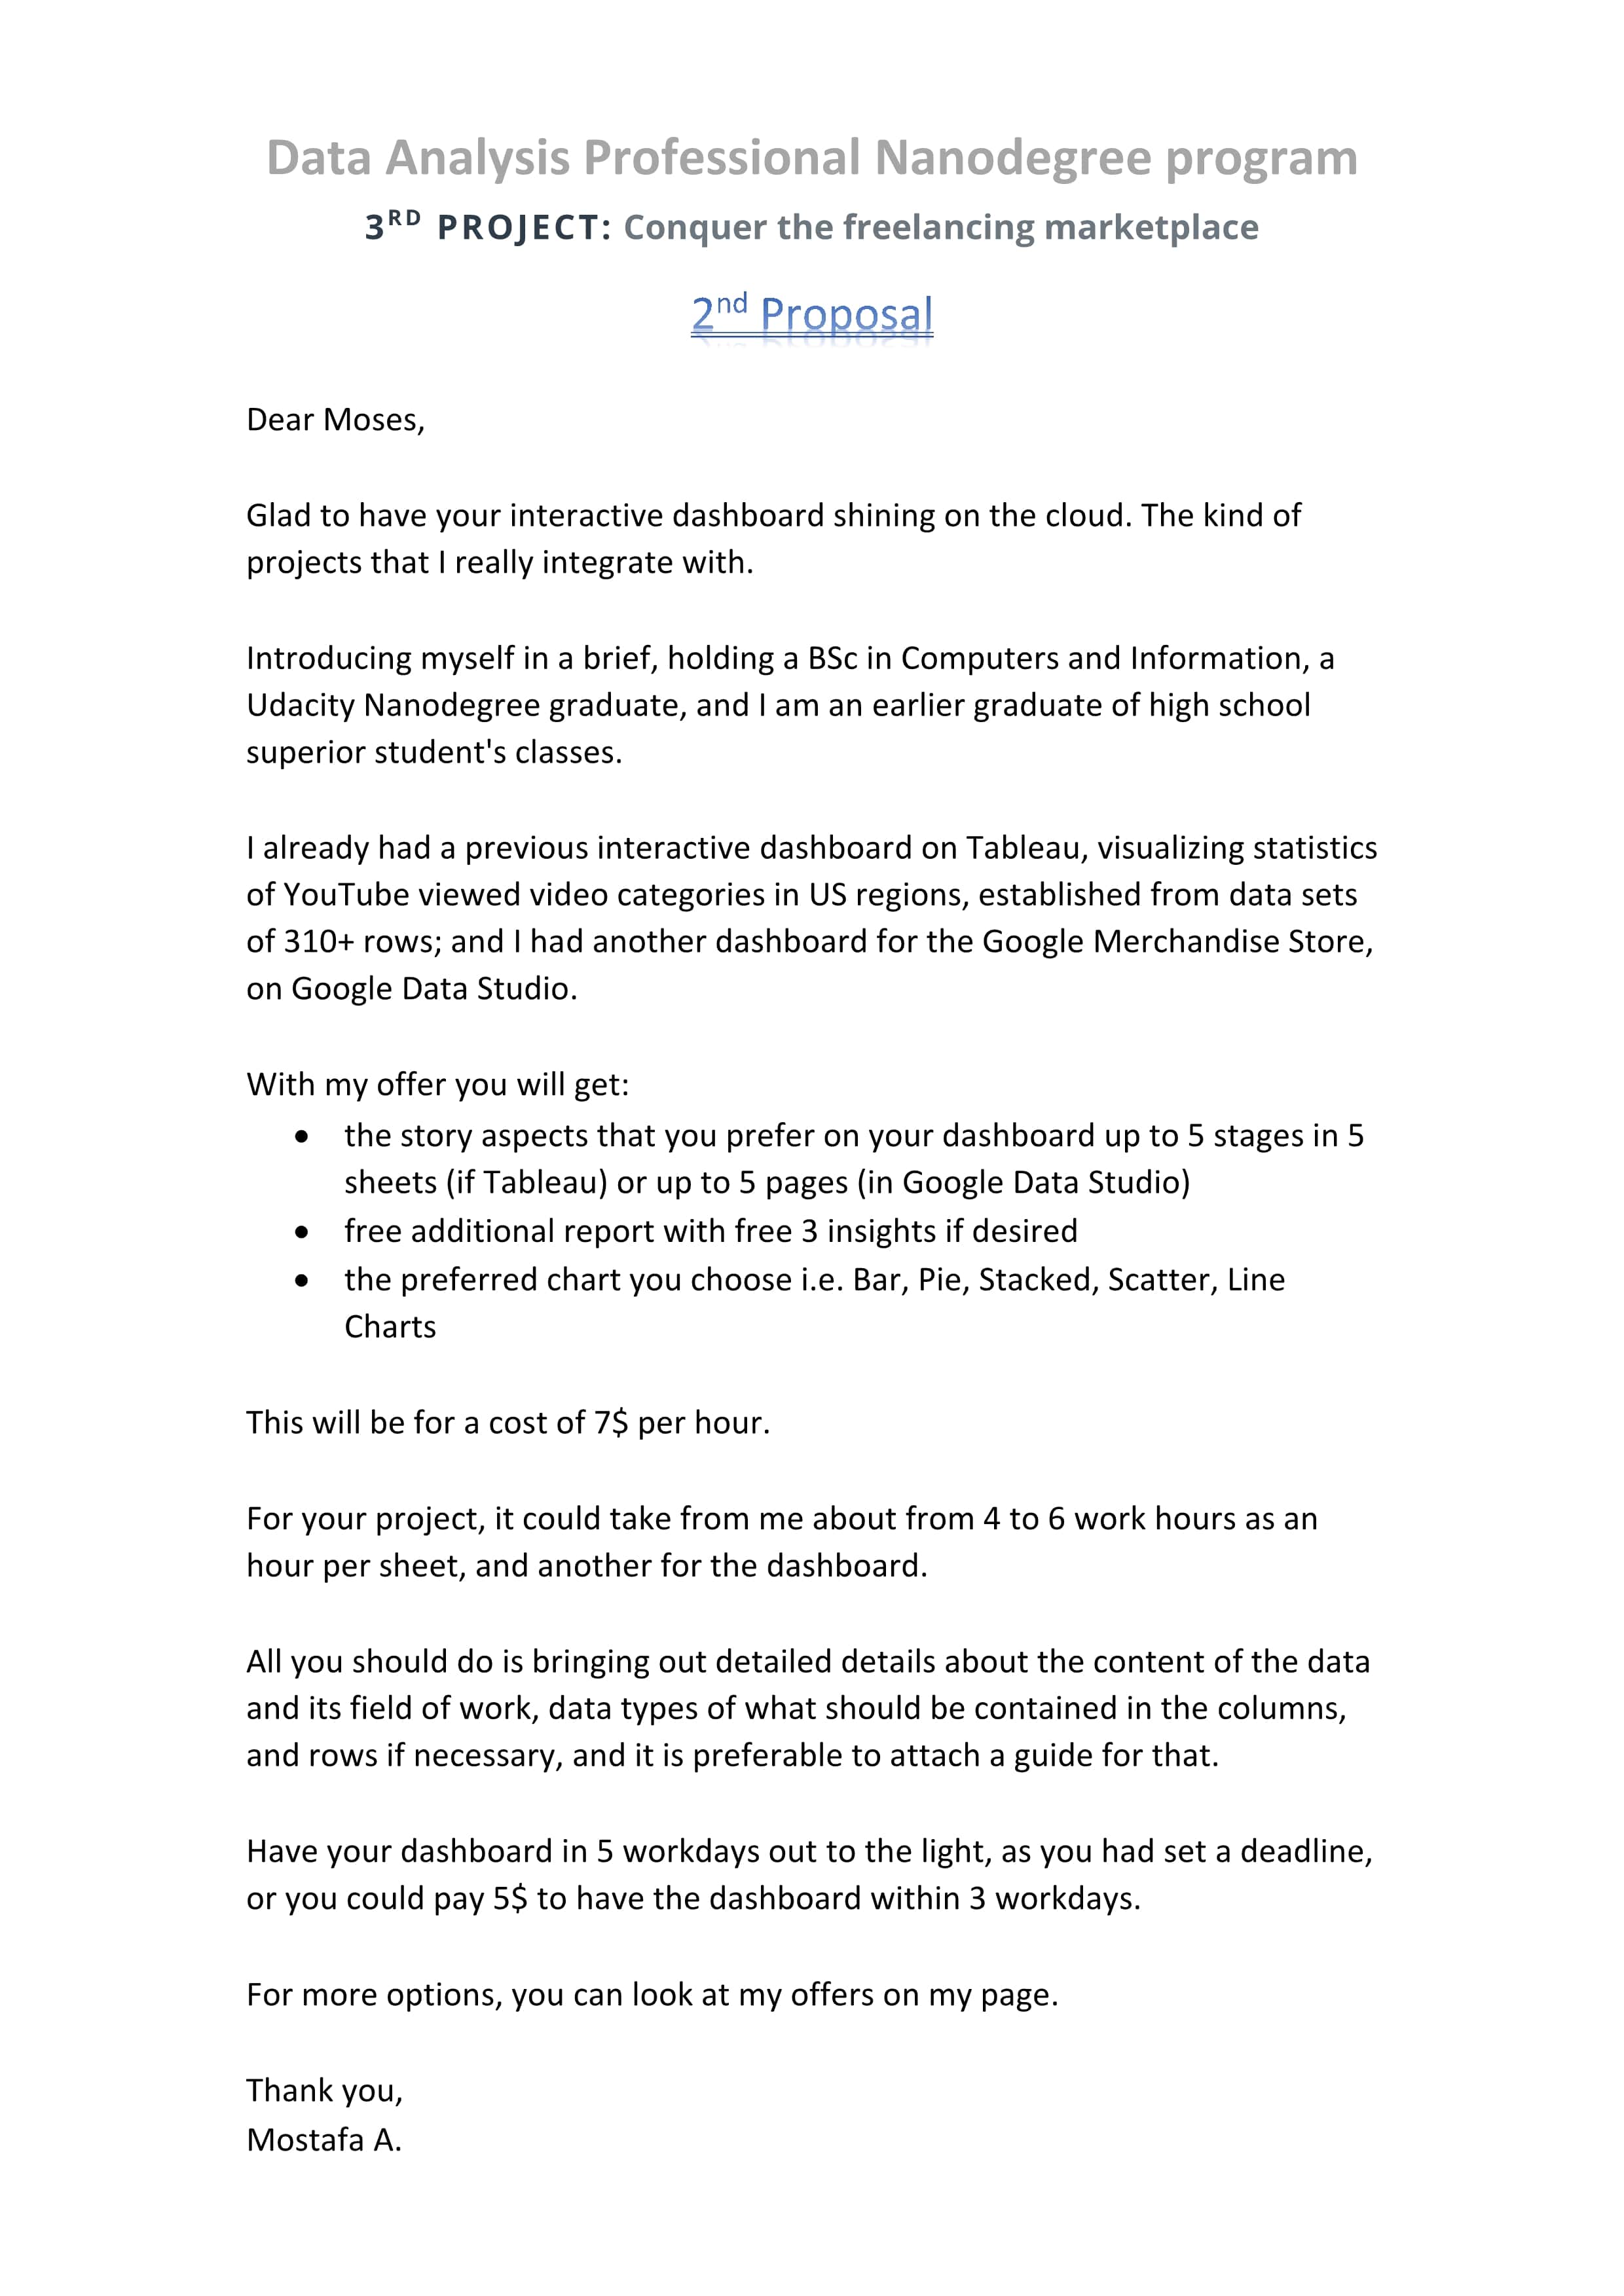 Data Analysis Professional Nanodegree program
3RD PROJECT: Conquer the freelancing marketplace
2nd Proposal
Dear Moses,
Glad to have your interactive dashboard shining on the cloud. The kind of
projects that I really integrate with.
Introducing myself in a brief, holding a BSc in Computers and Information, a
Udacity Nanodegree graduate, and I am an earlier graduate of high school
superior student's classes.
I already had a previous interactive dashboard on Tableau, visualizing statistics
of YouTube viewed video categories in US regions, established from data sets
of 310+ rows; and I had another dashboard for the Google Merchandise Store,
on Google Data Studio.
With my offer you will get:
• the story aspects that you prefer on your dashboard up to 5 stages in 5
sheets (if Tableau) or up to 5 pages (in Google Data Studio)
• free additional report with free 3 insights if desired
• the preferred chart you choose i.e. Bar, Pie, Stacked, Scatter, Line
Charts
This will be for a cost of 7$ per hour.
For your project, it could take from me about from 4 to 6 work hours as an
hour per sheet, and another for the dashboard.
All you should do is bringing out detailed details about the content of the data
and its field of work, data types of what should be contained in the columns,
and rows if necessary, and it is preferable to attach a guide for that.
Have your dashboard in 5 workdays out to the light, as you had set a deadline,
or you could pay 5$ to have the dashboard within 3 workdays.
For more options, you can look at my offers on my page.
Thank you,
Mostafa A.